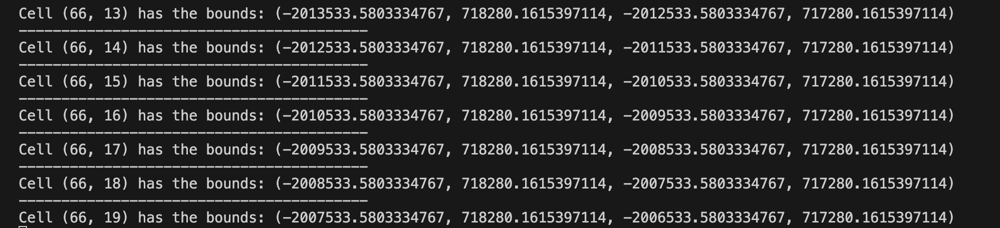 Cell (66, 13) has the bounds: (-2013533.5803334767, 718280.1615397114, -2012533.5803334767, 717280.1615397114)
-----------------------------------------
Cell (66, 14) has the bounds: (-2012533.5803334767, 718280.1615397114, -2011533.5803334767, 717280.1615397114)
-----------------------------------------
Cell (66, 15) has the bounds: (-2011533.5803334767, 718280.1615397114, -2010533.5803334767, 717280.1615397114)
-----------------------------------------
Cell (66, 16) has the bounds: (-2010533.5803334767, 718280.1615397114, -2009533.5803334767, 717280.1615397114)
-----------------------------------------
Cell (66, 17) has the bounds: (-2009533.5803334767, 718280.1615397114, -2008533.5803334767, 717280.1615397114)
-----------------------------------------
Cell (66, 18) has the bounds: (-2008533.5803334767, 718280.1615397114, -2007533.5803334767, 717280.1615397114)
-----------------------------------------
Cell (66, 19) has the bounds: (-2007533.5803334767, 718280.1615397114, -2006533.5803334767, 717280.1615397114)